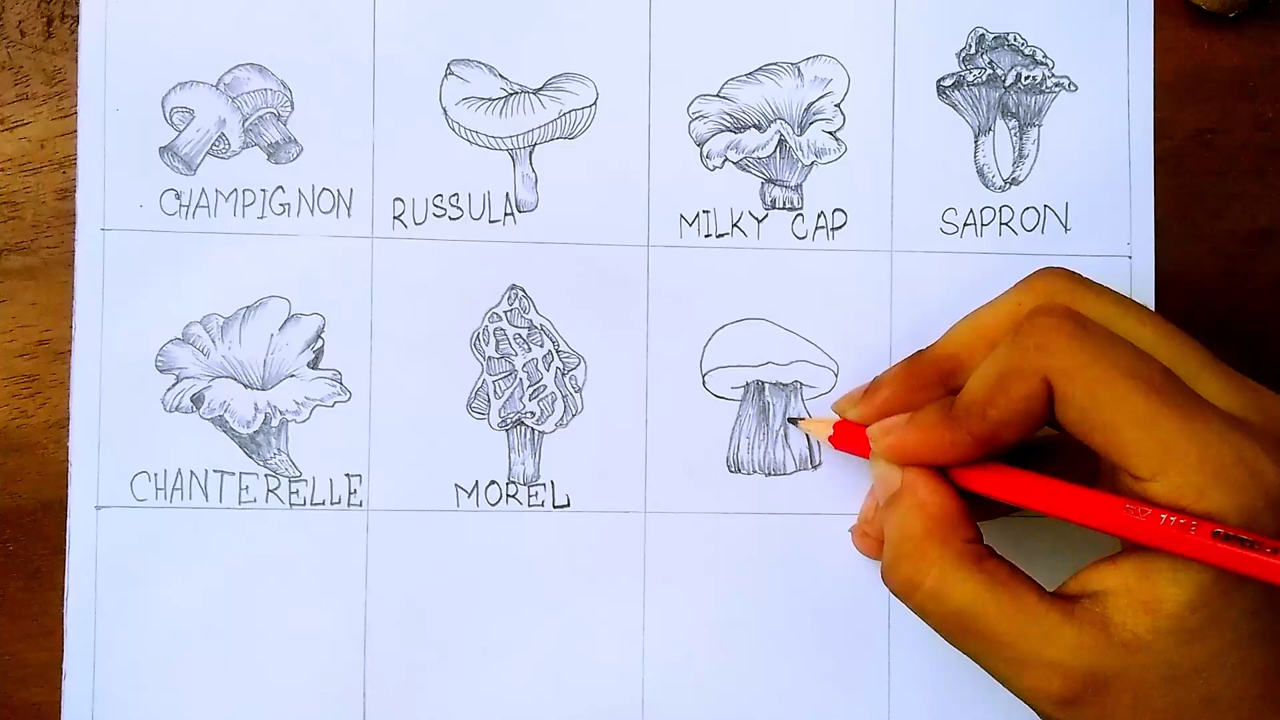 CHAMPIGNON
RUSSULA
MILKY CAP
SAPRON
CHANTERELLE
MOREL